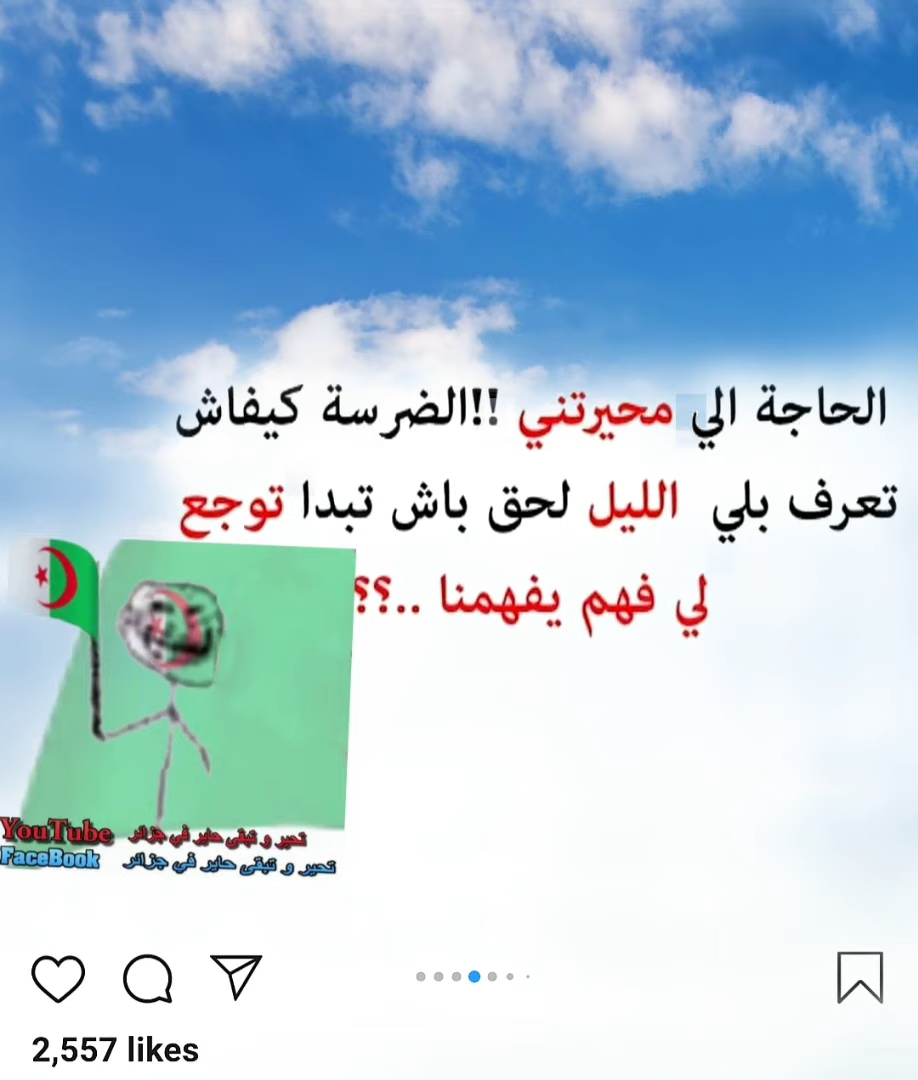 الحاجة الي محيرتني !!الضرسة كيفاش
تعرف بلي الليل لحق باش تبدا توجع
لي فهم يفهمنا ..؟؟
YouTube تحير و تبقى حاير في جزائر
FaceBook تحير و تبقى حاير في جزائر
2,557 likes